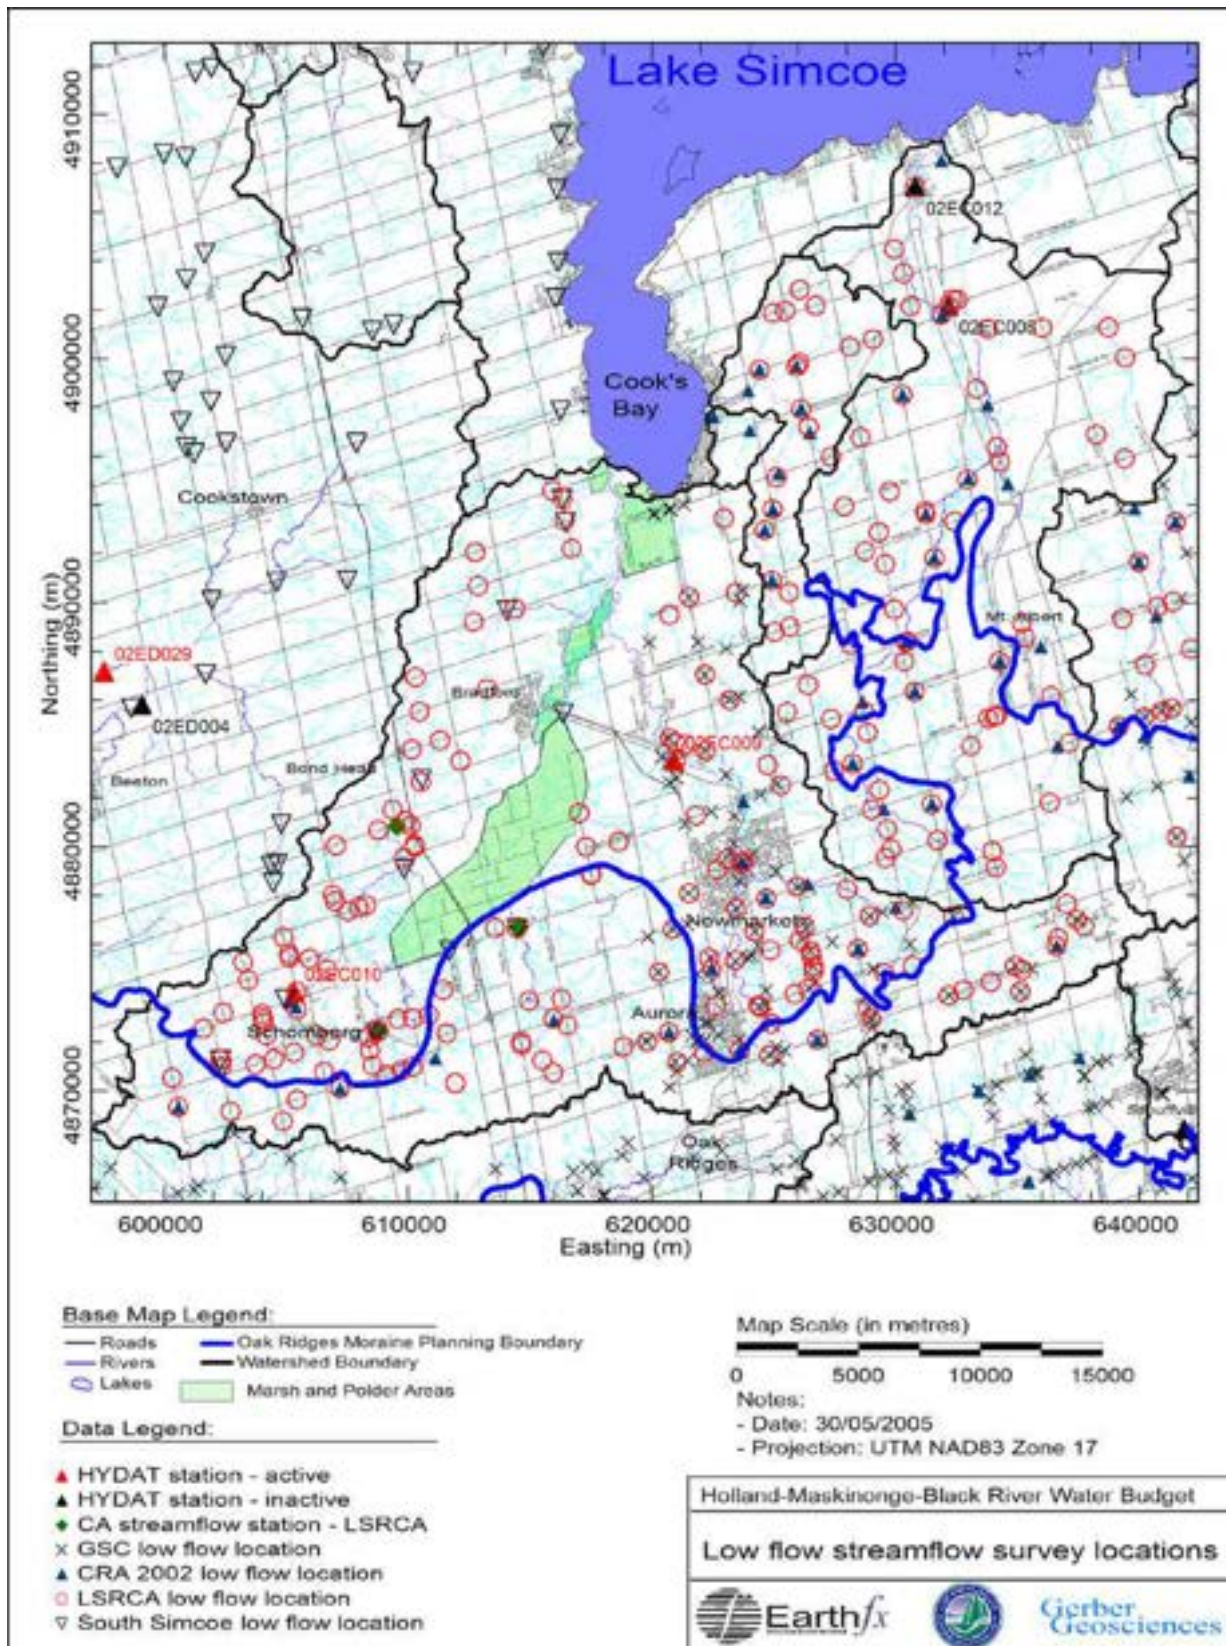 Lake Simcoe
4910000
02EC012
4900000
02EC008
Cook's
Bay
Cookstown
Northing (m)
4890000
Mt. Albert
02ED029
Bradford
02ED004
02EC009
Beeton
Bond Head
4880000
Newmarket
02EC010
Schomberg
Aurora
4870000
Oak
Ridges
600000 610000 620000 630000 640000
Easting (m)
Base Map Legend:
Roads Oak Ridges Moraine Planning Boundary
Rivers Watershed Boundary
Lakes Marsh and Polder Areas
Map Scale (in metres)
0 5000 10000 15000
Notes:
- Date: 30/05/2005
- Projection: UTM NAD83 Zone 17
Data Legend:
HYDAT station - active
HYDAT station - inactive
CA streamflow station - LSRCA
GSC low flow location
CRA 2002 low flow location
LSRCA low flow location
South Simcoe low flow location
Holland-Maskinonge-Black River Water Budget
Low flow streamflow survey locations
Earthfx
Gerber
Geosciences